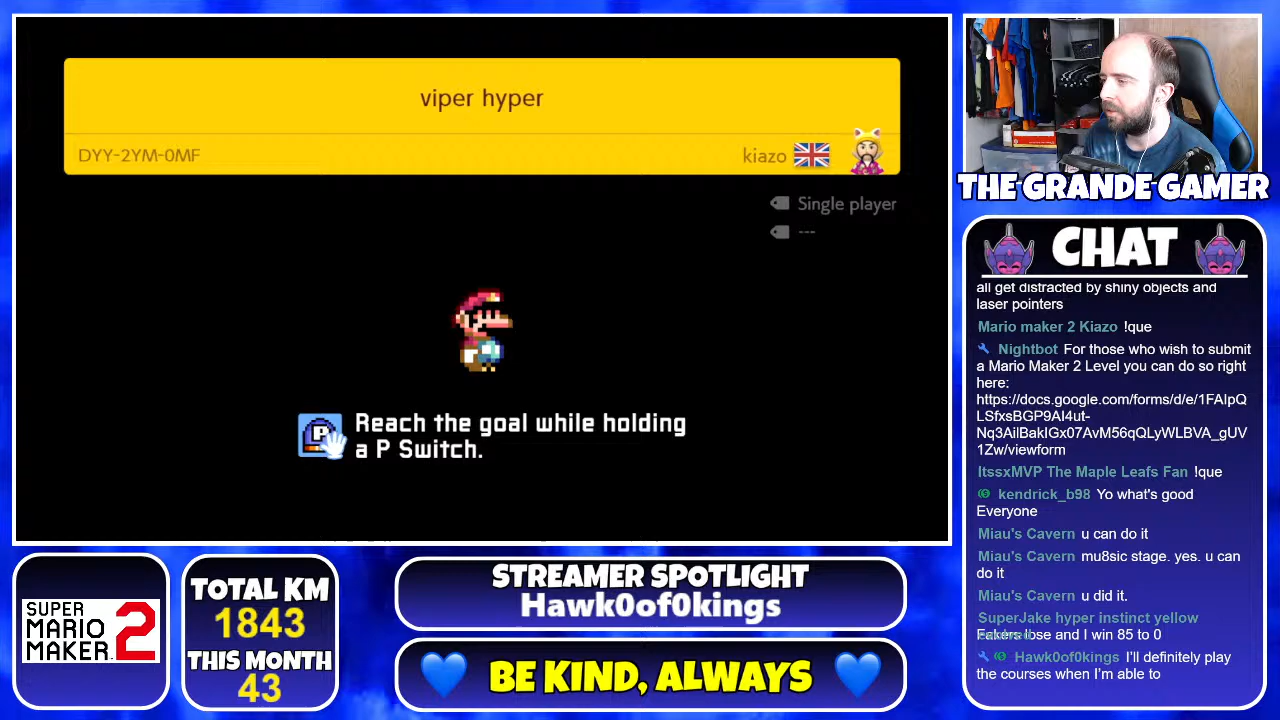 viper hyper
DYY-2YM-0MF
kiazo
Single player
---
P
Reach the goal while holding
a P Switch.
THE GRANDE GAMER
CHAT
all get distracted by shiny objects and
laser pointers
Mario maker 2 Kiazo !que
Nightbot For those who wish to submit
a Mario Maker 2 Level you can do so right
here:
https://docs.google.com/forms/d/e/1FAIpQ
LSfxsBGP9AI4ut-
Nq3AilBakIGx07AvM56qQLyWLBVA_gUV
1Zw/viewform
ItssxMVP The Maple Leafs Fan !que
kendrick_b98 Yo what's good
Everyone
Miau's Cavern u can do it
Miau's Cavern mu8sic stage. yes. u can
do it
Miau's Cavern u did it.
SuperJake hyper instinct yellow
lose and I win 85 to 0
Hawk0of0kings I'll definitely play
the courses when I'm able to
SUPER
MARIO
MAKER 2
TOTAL KM
1843
THIS MONTH
43
STREAMER SPOTLIGHT
Hawk0of0kings
BE KIND, ALWAYS